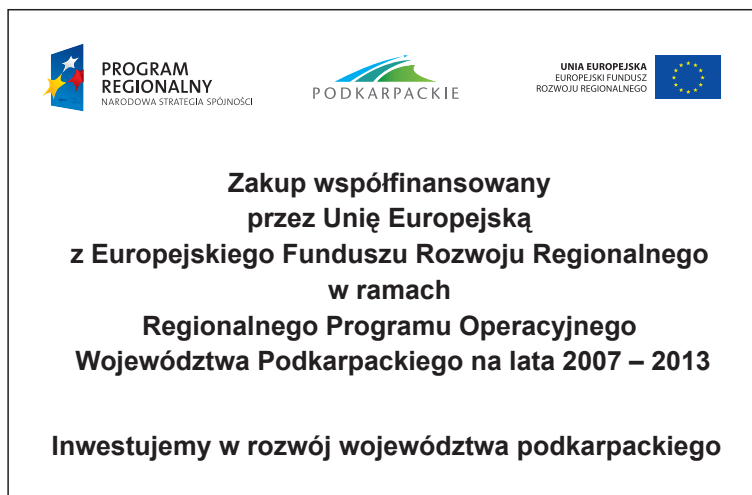 PROGRAM
REGIONALNY
NARODOWA STRATEGIA SPÓJNOŚCI
PODKARPACKIE
UNIA EUROPEJSKA
EUROPEJSKI FUNDUSZ
ROZWOJU REGIONALNEGO
Zakup współfinansowany
przez Unię Europejską
z Europejskiego Funduszu Rozwoju Regionalnego
w ramach
Regionalnego Programu Operacyjnego
Województwa Podkarpackiego na lata 2007 – 2013
Inwestujemy w rozwój województwa podkarpackiego